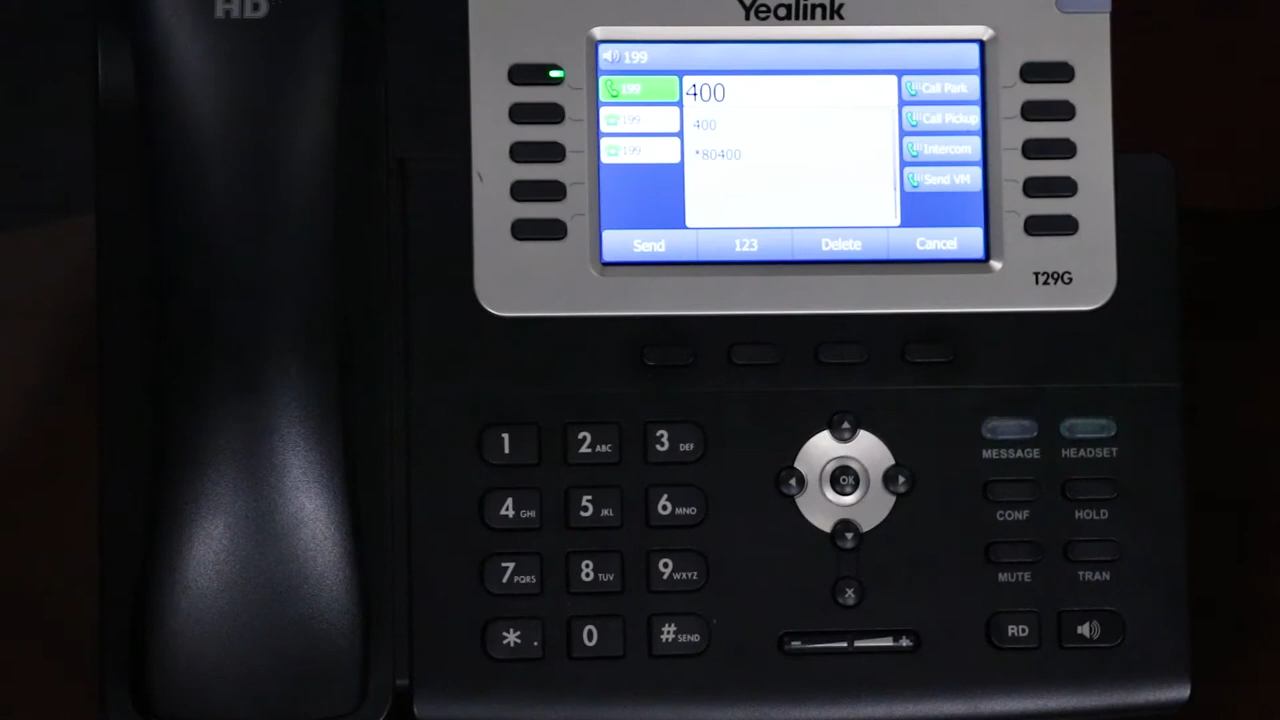 HD
Yealink
199
199
400
Call Park
199
400
Call Pickup
199
*80400
Intercom
Send VM
Send
123
Delete
Cancel
T29G
1
2 ABC
3 DEF
OK
MESSAGE
HEADSET
4 GHI
5 JKL
6 MNO
CONF
HOLD
7 PQRS
8 TUV
9 WXYZ
MUTE
TRAN
* .
0
# SEND
RD